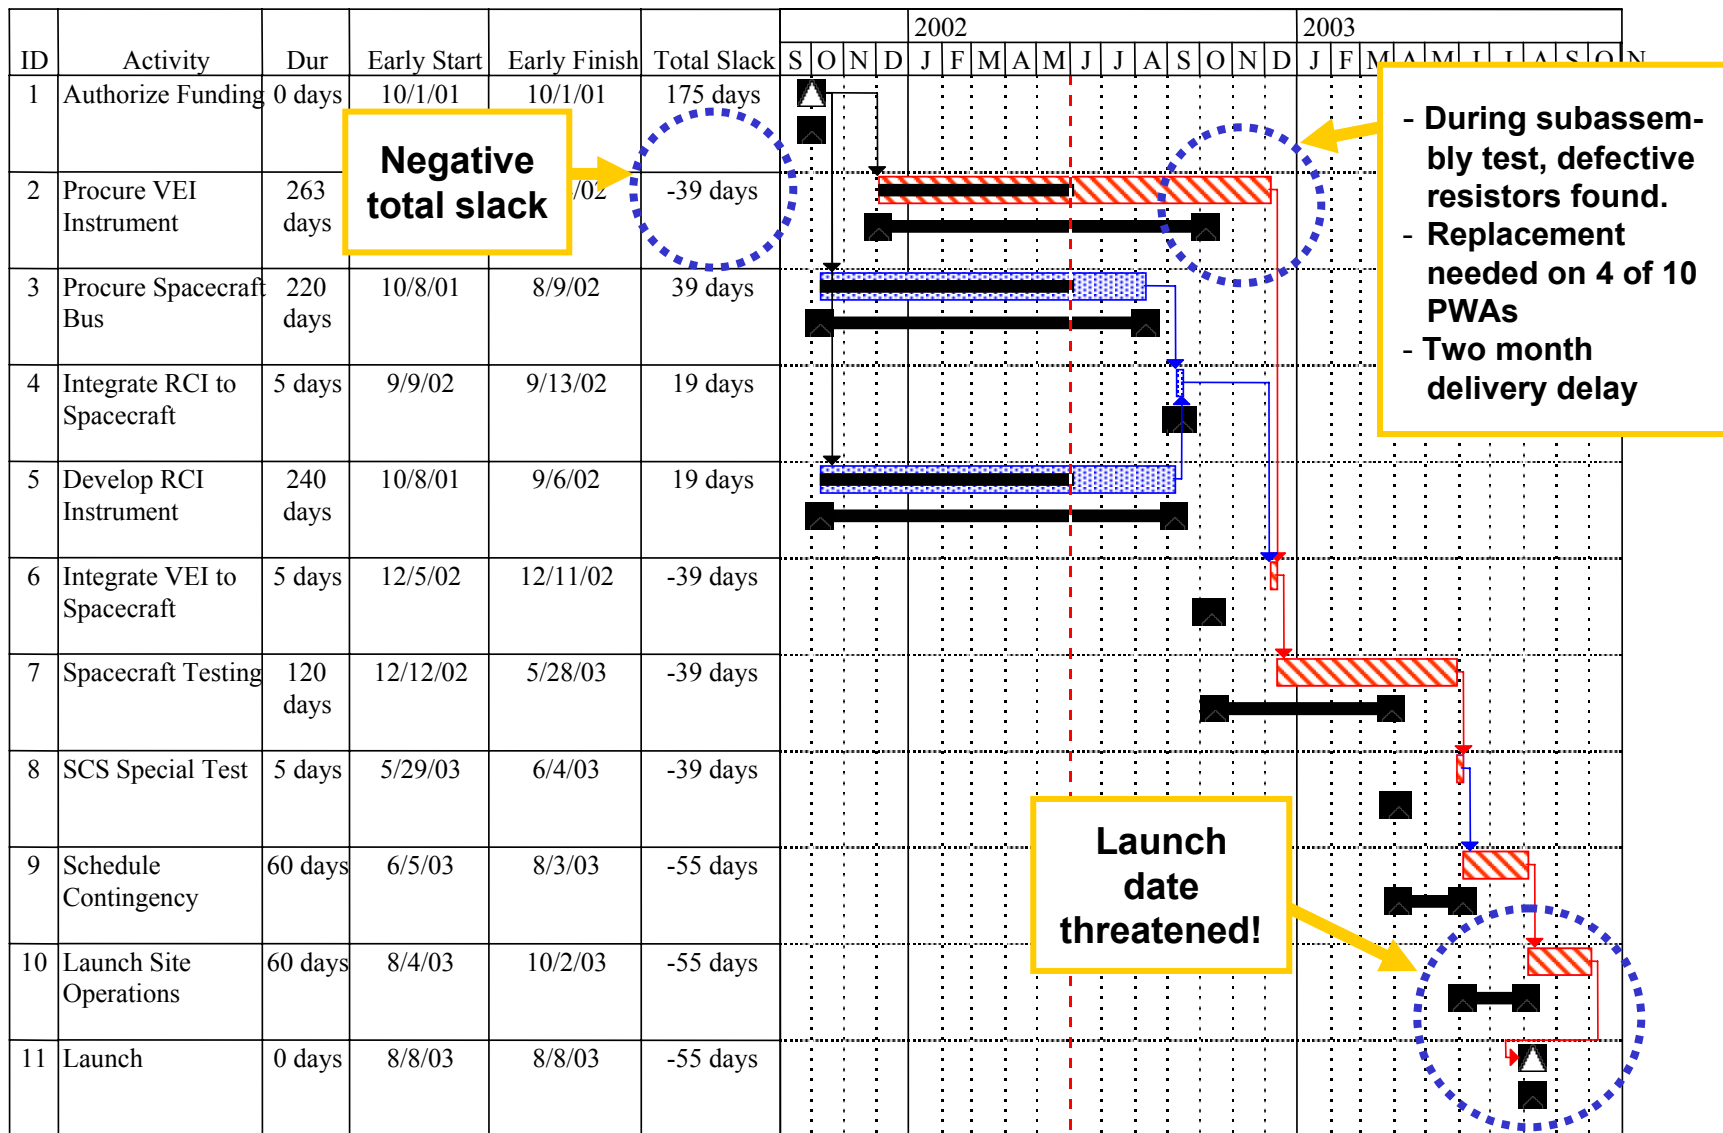 2002 2003
ID Activity Dur Early Start Early Finish Total Slack S O N D J F M A M J J A S O N D J F M A M J J A S O N
1 Authorize Funding 0 days 10/1/01 10/1/01 175 days
2 Procure VEI 263 /02 -39 days
Instrument days
3 Procure Spacecraft 220 10/8/01 8/9/02 39 days
Bus days
4 Integrate RCI to 5 days 9/9/02 9/13/02 19 days
Spacecraft
5 Develop RCI 240 10/8/01 9/6/02 19 days
Instrument days
6 Integrate VEI to 5 days 12/5/02 12/11/02 -39 days
Spacecraft
7 Spacecraft Testing 120 12/12/02 5/28/03 -39 days
days
8 SCS Special Test 5 days 5/29/03 6/4/03 -39 days
9 Schedule 60 days 6/5/03 8/3/03 -55 days
Contingency
10 Launch Site 60 days 8/4/03 10/2/03 -55 days
Operations
11 Launch 0 days 8/8/03 8/8/03 -55 days
Negative
total slack
- During subassem-
bly test, defective
resistors found.
- Replacement
needed on 4 of 10
PWAs
- Two month
delivery delay
Launch
date
threatened!